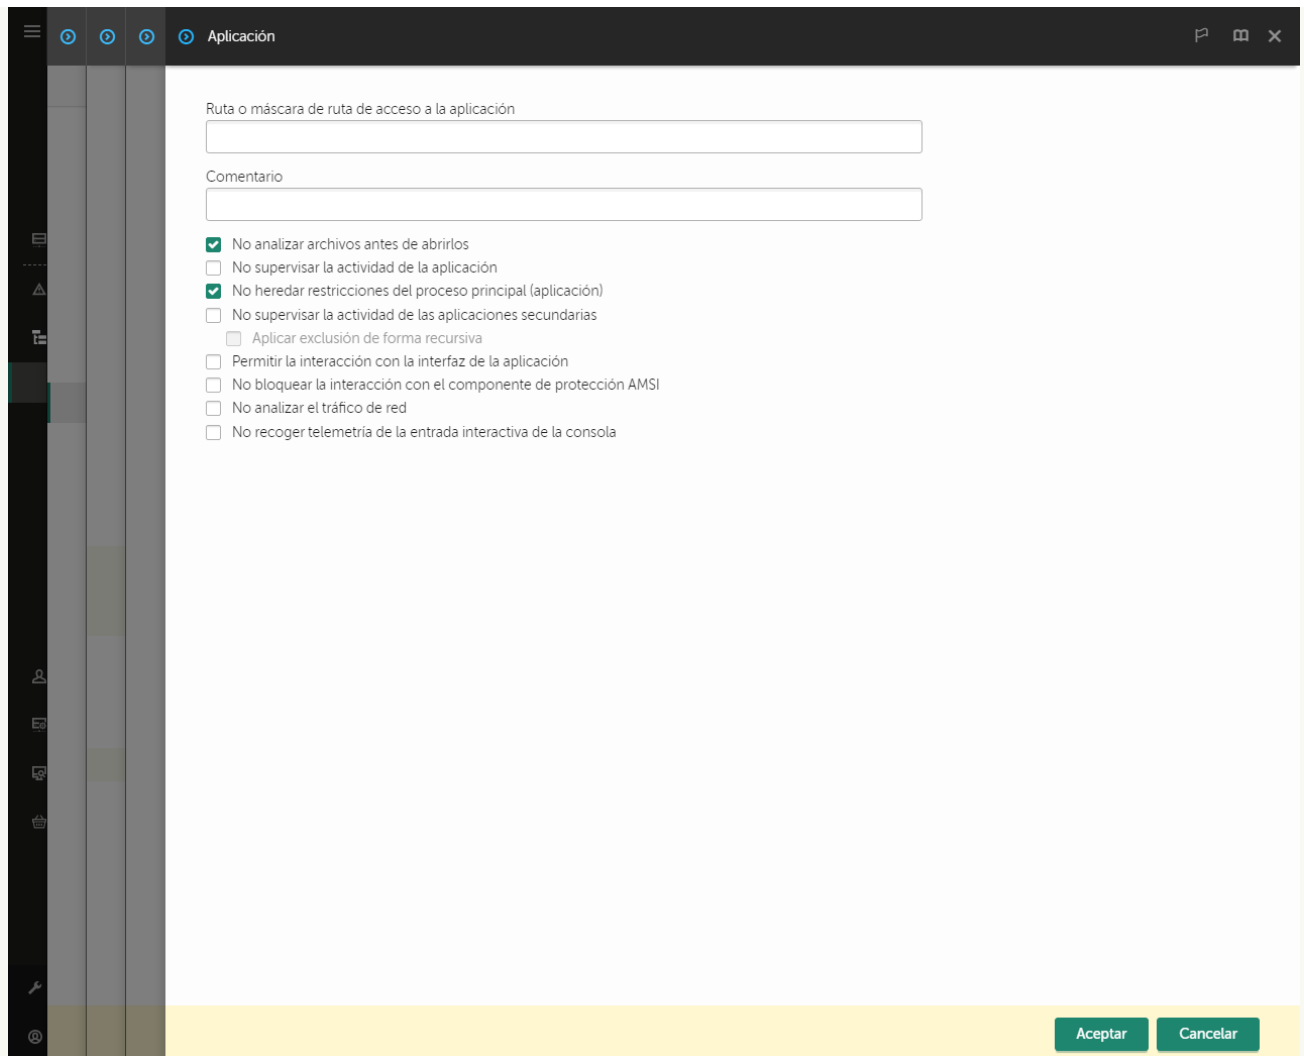 Aplicación
Ruta o máscara de ruta de acceso a la aplicación
Comentario
No analizar archivos antes de abrirlos
No supervisar la actividad de la aplicación
No heredar restricciones del proceso principal (aplicación)
No supervisar la actividad de las aplicaciones secundarias
Aplicar exclusión de forma recursiva
Permitir la interacción con la interfaz de la aplicación
No bloquear la interacción con el componente de protección AMSI
No analizar el tráfico de red
No recoger telemetría de la entrada interactiva de la consola
Aceptar Cancelar